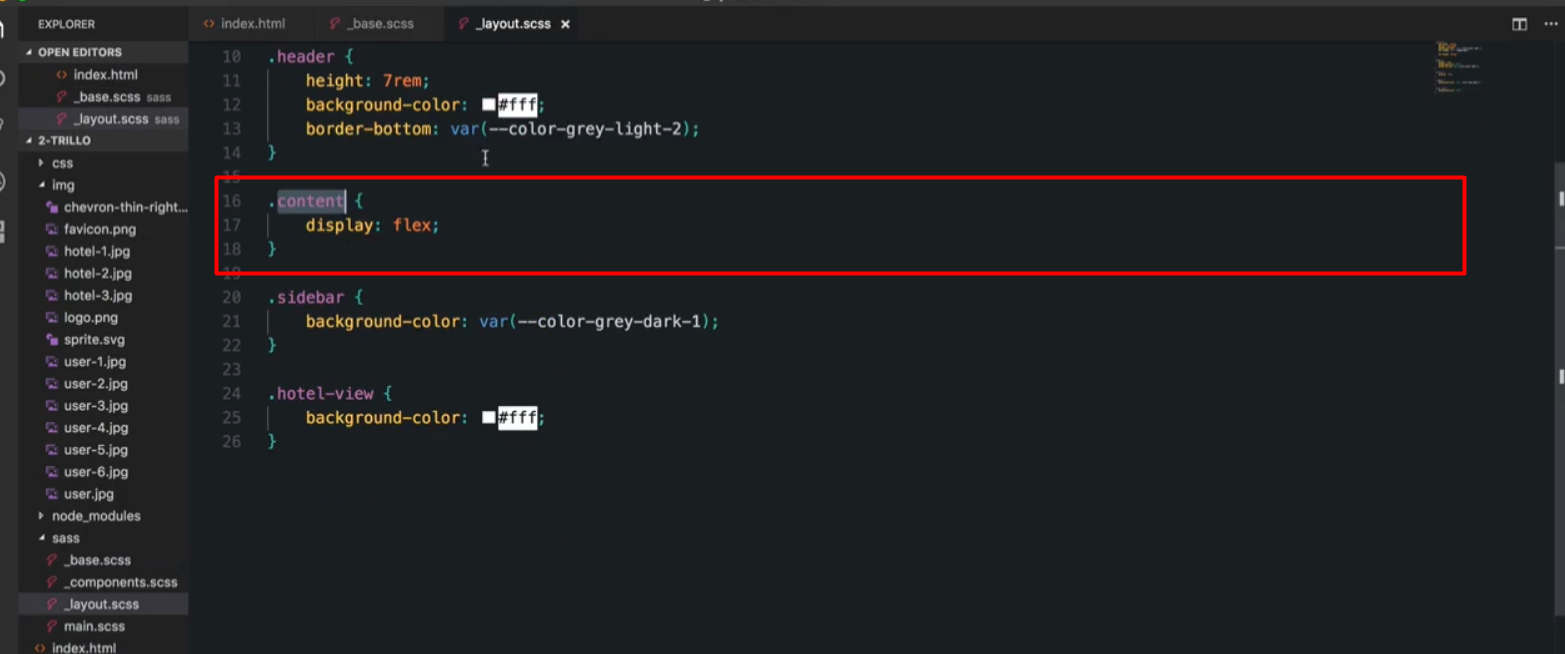 EXPLORER
OPEN EDITORS
index.html
_base.scss sass
_layout.scss sass
2-TRILLO
css
img
chevron-thin-right...
favicon.png
hotel-1.jpg
hotel-2.jpg
hotel-3.jpg
logo.png
sprite.svg
user-1.jpg
user-2.jpg
user-3.jpg
user-4.jpg
user-5.jpg
user-6.jpg
user.jpg
node_modules
sass
_base.scss
_components.scss
_layout.scss
main.scss
index.html
index.html _base.scss _layout.scss ×
10 .header {
11 height: 7rem;
12 background-color: #fff;
13 border-bottom: var(--color-grey-light-2);
14 }
15
16 .content {
17 display: flex;
18 }
19
20 .sidebar {
21 background-color: var(--color-grey-dark-1);
22 }
23
24 .hotel-view {
25 background-color: #fff;
26 }